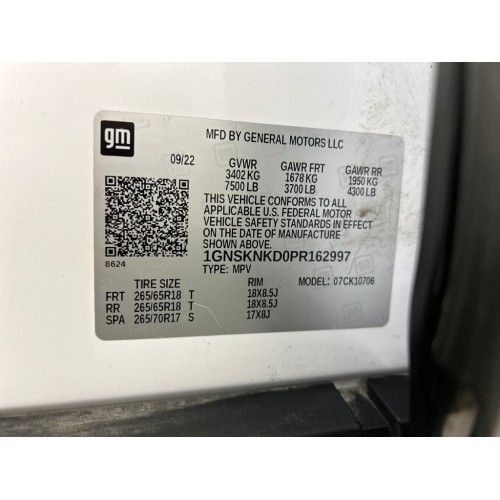 gm
MFD BY GENERAL MOTORS LLC
09/22 GVWR GAWR FRT GAWR RR
3402 KG 1678 KG 1950 KG
7500 LB 3700 LB 4300 LB
THIS VEHICLE CONFORMS TO ALL
APPLICABLE U.S. FEDERAL MOTOR
VEHICLE SAFETY STANDARDS IN EFFECT
ON THE DATE OF MANUFACTURE
SHOWN ABOVE.
8624
1GNSKNKD0PR162997
TYPE: MPV MODEL: 07CK10706
TIRE SIZE RIM
FRT 265/65R18 T 18X8.5J
RR 265/65R18 T 18X8.5J
SPA 265/70R17 S 17X8J